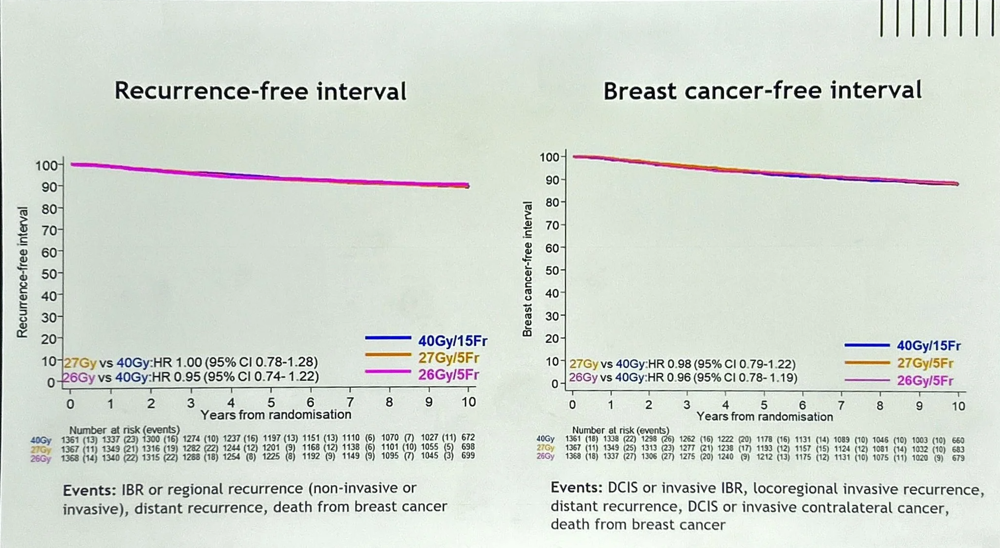 Recurrence-free interval
Recurrence-free interval
100
90
80
70
60
50
40
30
20
10
0
27Gy vs 40Gy:HR 1.00 (95% CI 0.78-1.28)
26Gy vs 40Gy:HR 0.95 (95% CI 0.74- 1.22)
40Gy/15Fr
27Gy/5Fr
26Gy/5Fr
0 1 2 3 4 5 6 7 8 9 10
Years from randomisation
Number at risk (events)
40Gy 1361 (13) 1337 (23) 1300 (16) 1274 (10) 1237 (16) 1197 (13) 1151 (13) 1110 (6) 1070 (7) 1027 (11) 672
27Gy 1367 (11) 1349 (21) 1316 (19) 1282 (22) 1244 (12) 1201 (9) 1168 (12) 1138 (6) 1101 (10) 1055 (5) 698
26Gy 1368 (14) 1340 (22) 1315 (22) 1288 (18) 1254 (8) 1225 (8) 1192 (9) 1149 (9) 1095 (7) 1045 (3) 699
Events: IBR or regional recurrence (non-invasive or
invasive), distant recurrence, death from breast cancer
Breast cancer-free interval
Breast cancer-free interval
100
90
80
70
60
50
40
30
20
10
0
27Gy vs 40Gy:HR 0.98 (95% CI 0.79-1.22)
26Gy vs 40Gy:HR 0.96 (95% CI 0.78- 1.19)
40Gy/15Fr
27Gy/5Fr
26Gy/5Fr
0 1 2 3 4 5 6 7 8 9 10
Years from randomisation
Number at risk (events)
40Gy 1361 (18) 1338 (22) 1298 (26) 1262 (16) 1222 (20) 1178 (16) 1131 (14) 1089 (10) 1046 (10) 1003 (10) 660
27Gy 1367 (11) 1349 (25) 1313 (23) 1277 (21) 1238 (17) 1193 (12) 1157 (15) 1124 (12) 1081 (14) 1032 (10) 683
26Gy 1368 (18) 1337 (27) 1306 (27) 1275 (20) 1240 (9) 1212 (13) 1175 (12) 1131 (10) 1075 (11) 1020 (9) 679
Events: DCIS or invasive IBR, locoregional invasive recurrence,
distant recurrence, DCIS or invasive contralateral cancer,
death from breast cancer